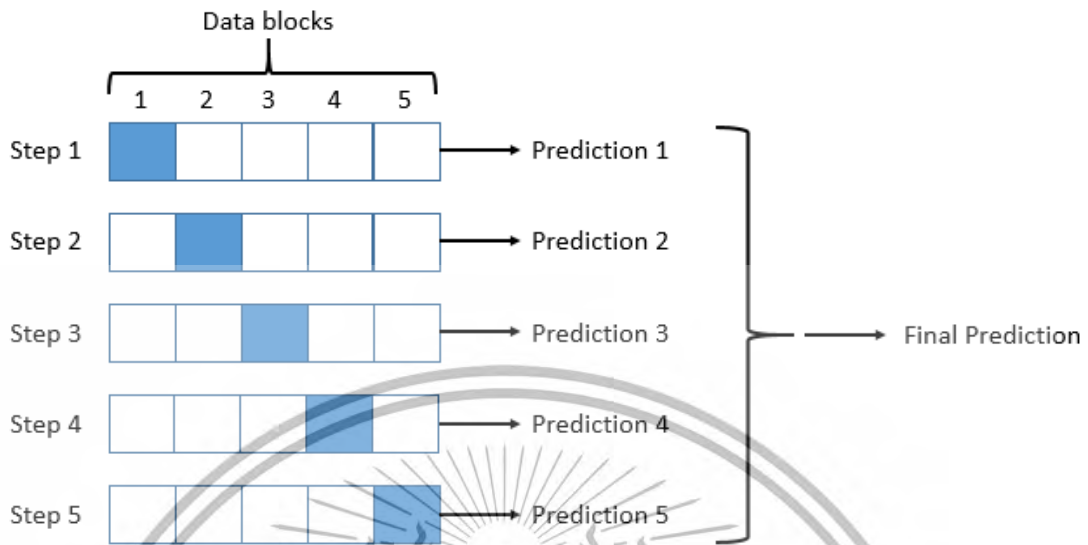 Data blocks
1 2 3 4 5
Step 1 Prediction 1
Step 2 Prediction 2
Step 3 Prediction 3
Final Prediction
Step 4 Prediction 4
Step 5 Prediction 5